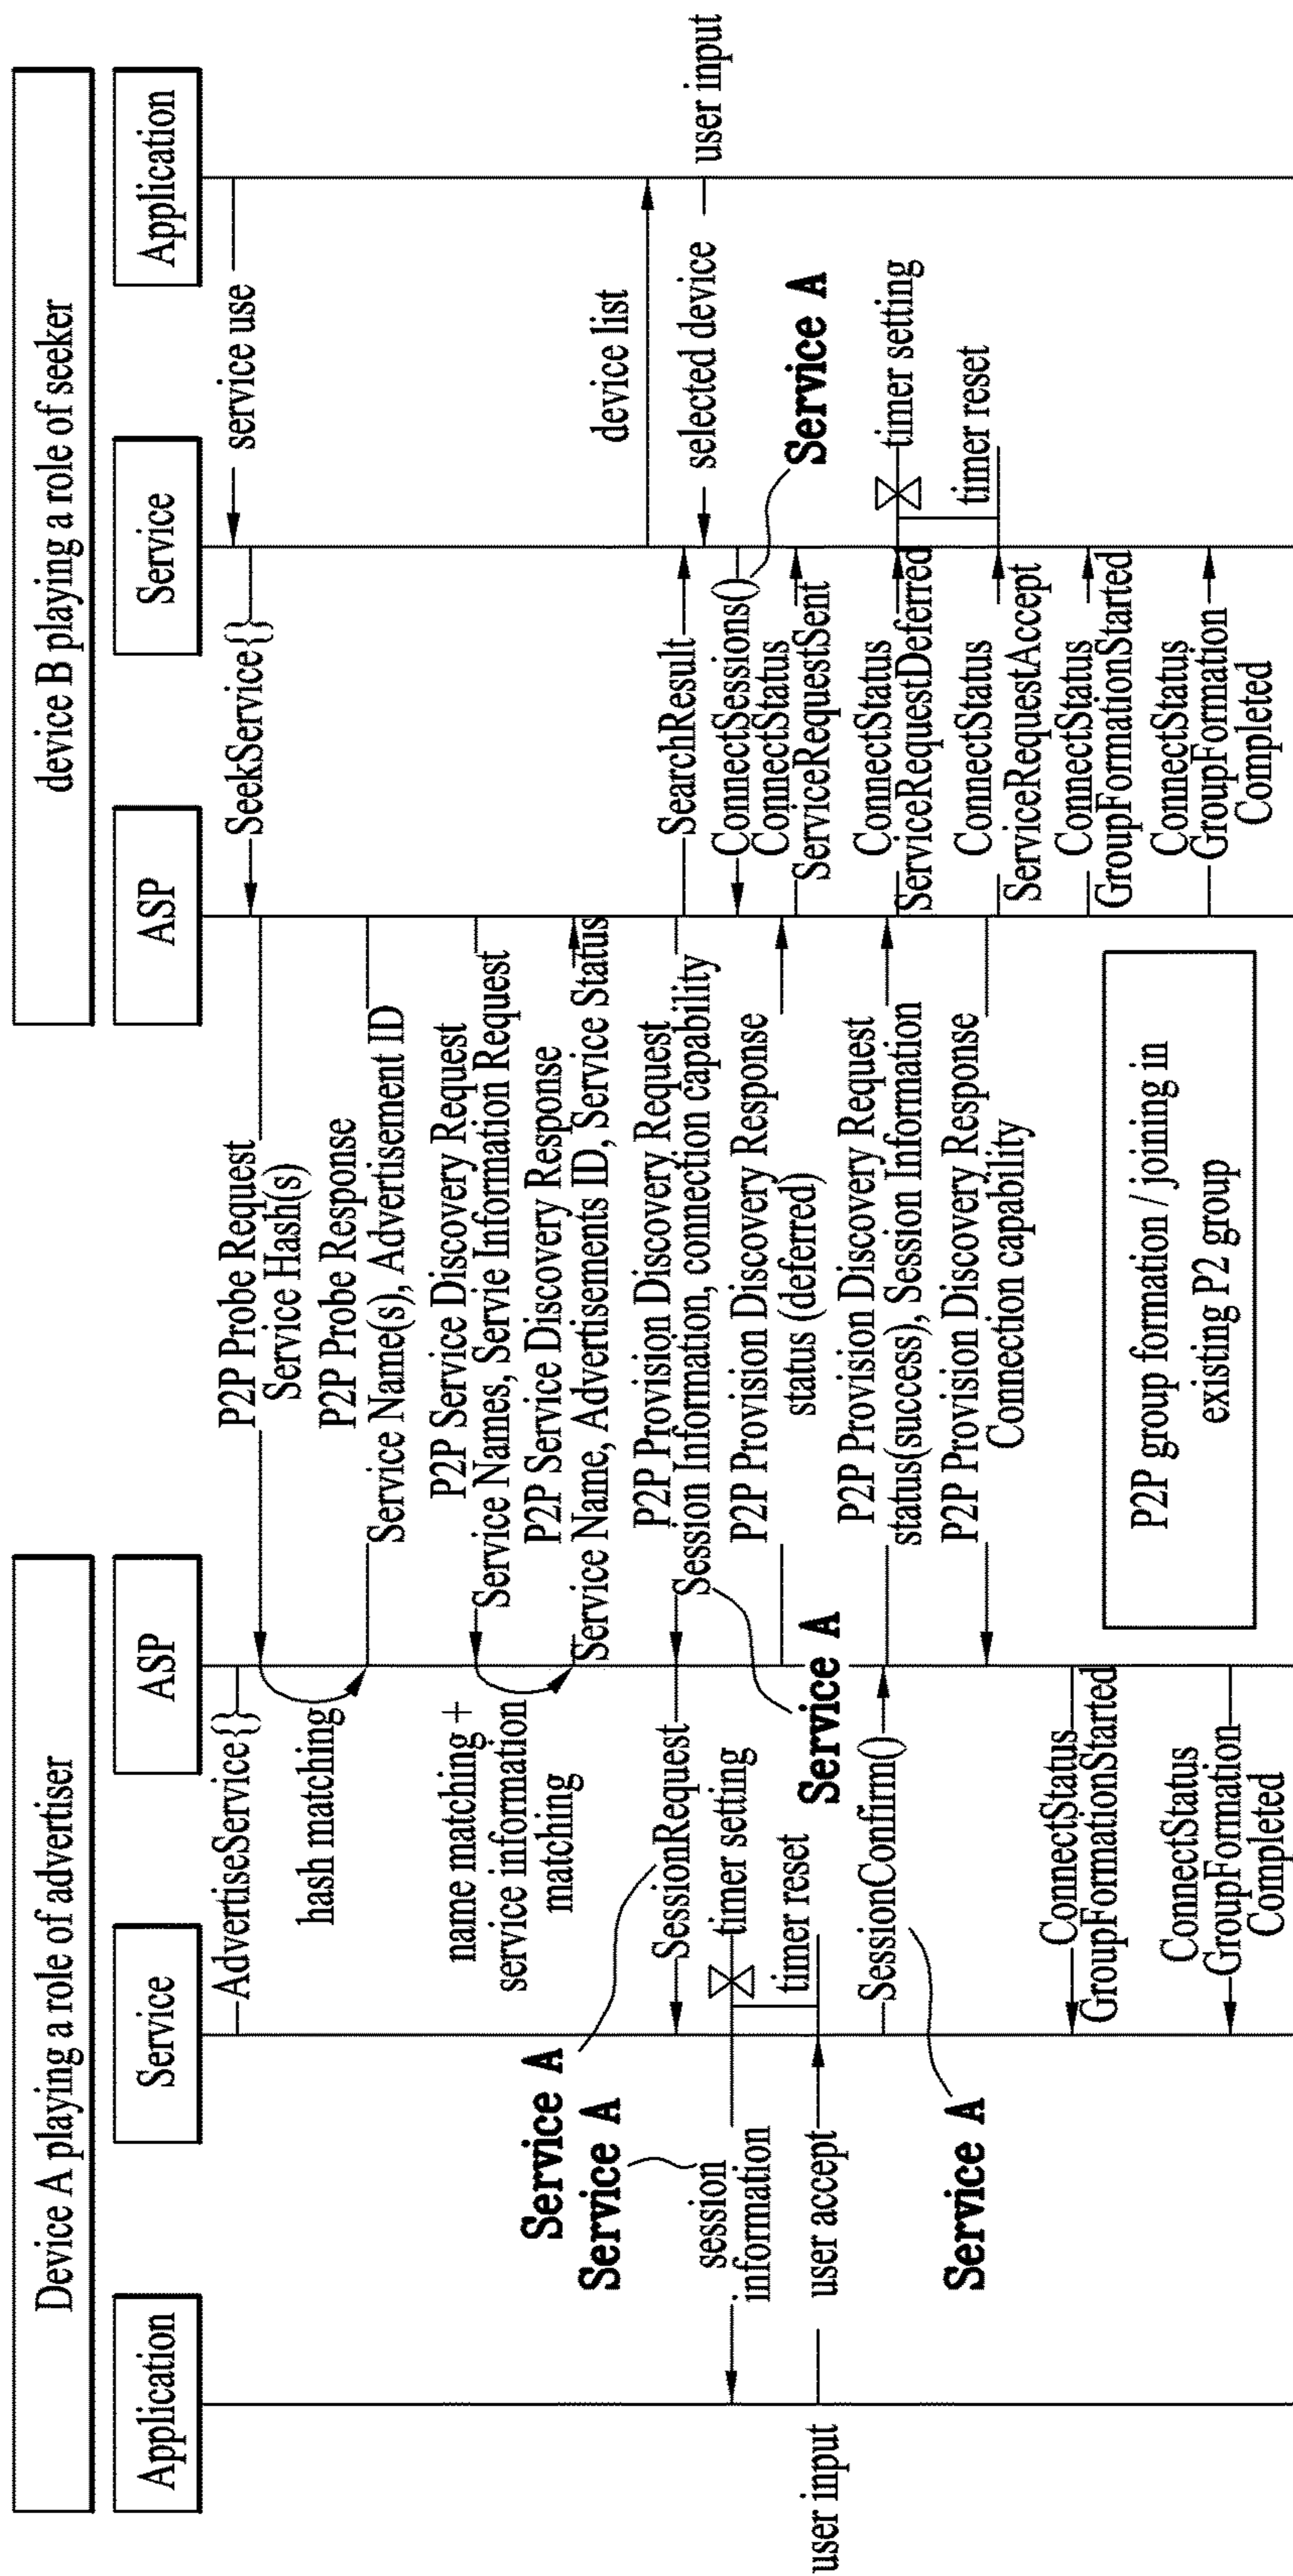 Device A playing a role of advertiser
device B playing a role of seeker
Application
Service
ASP
ASP
Service
Application
AdvertiseService{}
SeekService{}
service use
P2P Probe Request
Service Hash(s)
hash matching
P2P Probe Response
Service Name(s), Advertisement ID
P2P Service Discovery Request
Service Names, Servie Information Request
name matching +
service information
matching
P2P Service Discovery Response
Service Name, Advertisements ID, Service Status
device list
SearchResult
selected device
user input
ConnectSessions()
Service A
P2P Provision Discovery Request
Session Information, connection capability
Service A
ConnectStatus
ServiceRequestSent
SessionRequest
Service A
Service A
timer setting
session
information
P2P Provision Discovery Response
status (deferred)
ConnectStatus
ServiceRequestDeferred
timer setting
timer reset
user input
user accept
timer reset
SessionConfirm()
Service A
P2P Provision Discovery Request
status(success), Session Information
P2P Provision Discovery Response
Connection capability
ConnectStatus
ServiceRequestAccept
ConnectStatus
GroupFormationStarted
ConnectStatus
GroupFormationStarted
P2P group formation / joining in
existing P2 group
ConnectStatus
GroupFormation
Completed
ConnectStatus
GroupFormation
Completed